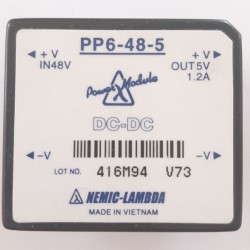 PP6-48-5
+V +V
IN48V OUT5V
1.2A
Power Module
DC-DC
-V -V
LOT NO. 416M94 V73
NEMIC-LAMBDA
MADE IN VIETNAM